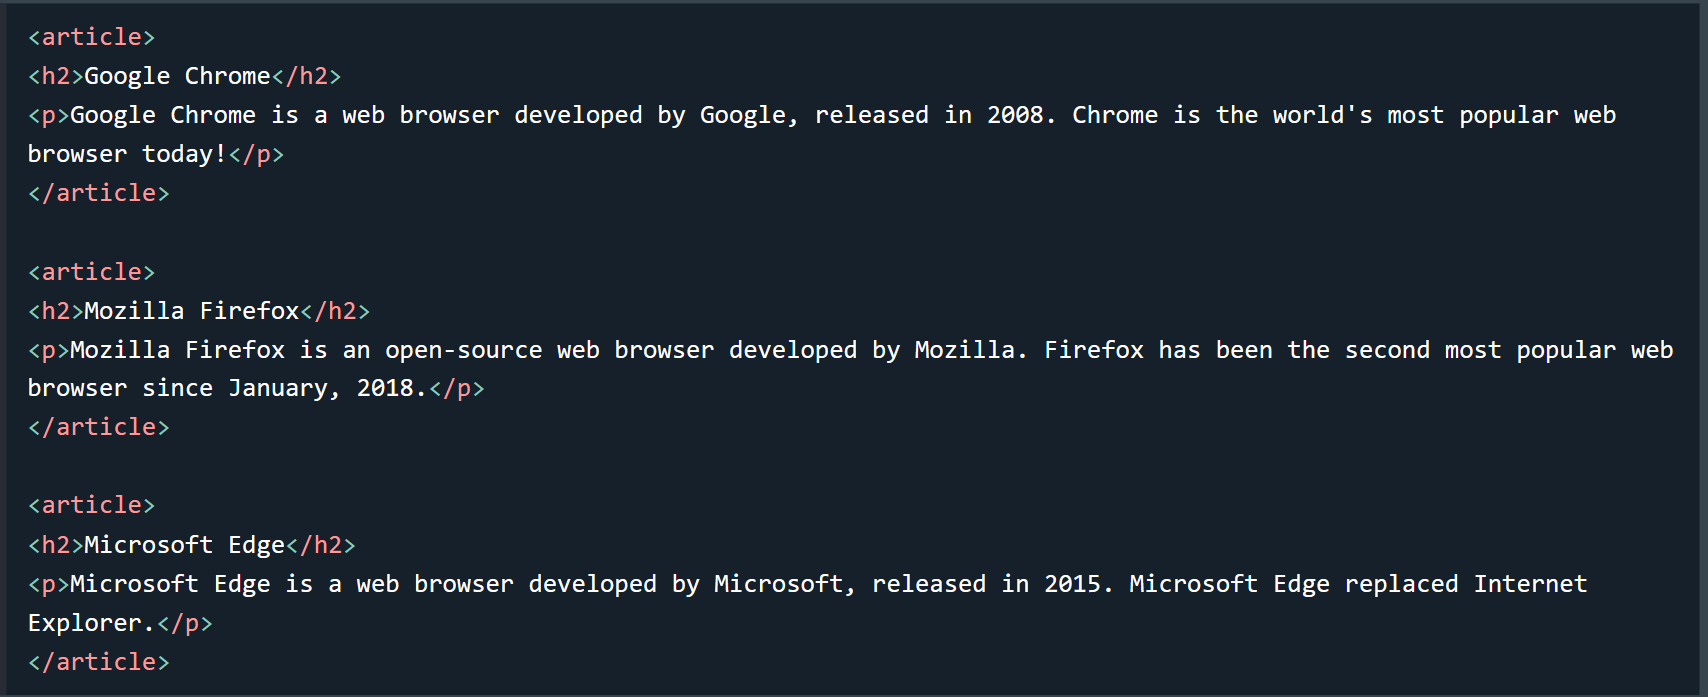 <article>
<h2>Google Chrome</h2>
<p>Google Chrome is a web browser developed by Google, released in 2008. Chrome is the world's most popular web
browser today!</p>
</article>
<article>
<h2>Mozilla Firefox</h2>
<p>Mozilla Firefox is an open-source web browser developed by Mozilla. Firefox has been the second most popular web
browser since January, 2018.</p>
</article>
<article>
<h2>Microsoft Edge</h2>
<p>Microsoft Edge is a web browser developed by Microsoft, released in 2015. Microsoft Edge replaced Internet
Explorer.</p>
</article>